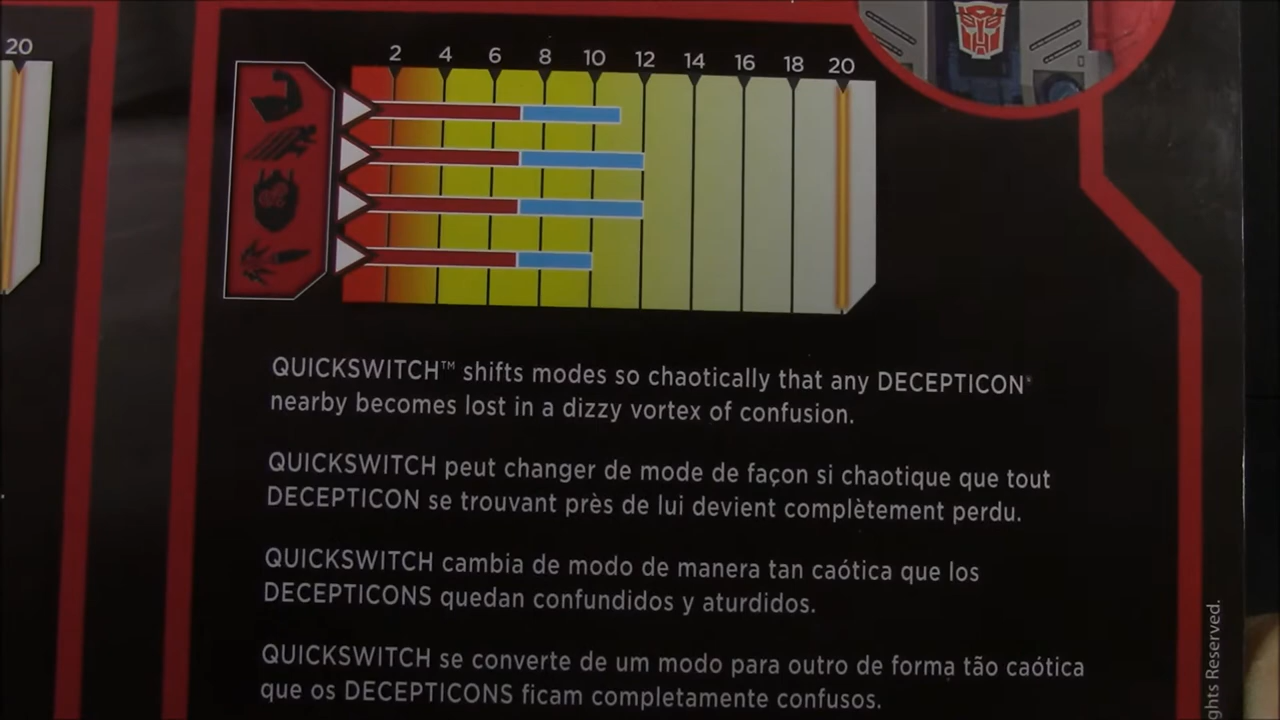 20
2 4 6 8 10 12 14 16 18 20
QUICKSWITCH™ shifts modes so chaotically that any DECEPTICON®
nearby becomes lost in a dizzy vortex of confusion.
QUICKSWITCH peut changer de mode de façon si chaotique que tout
DECEPTICON se trouvant près de lui devient complètement perdu.
QUICKSWITCH cambia de modo de manera tan caótica que los
DECEPTICONS quedan confundidos y aturdidos.
QUICKSWITCH se converte de um modo para outro de forma tão caótica
que os DECEPTICONS ficam completamente confusos.
ghts Reserved.